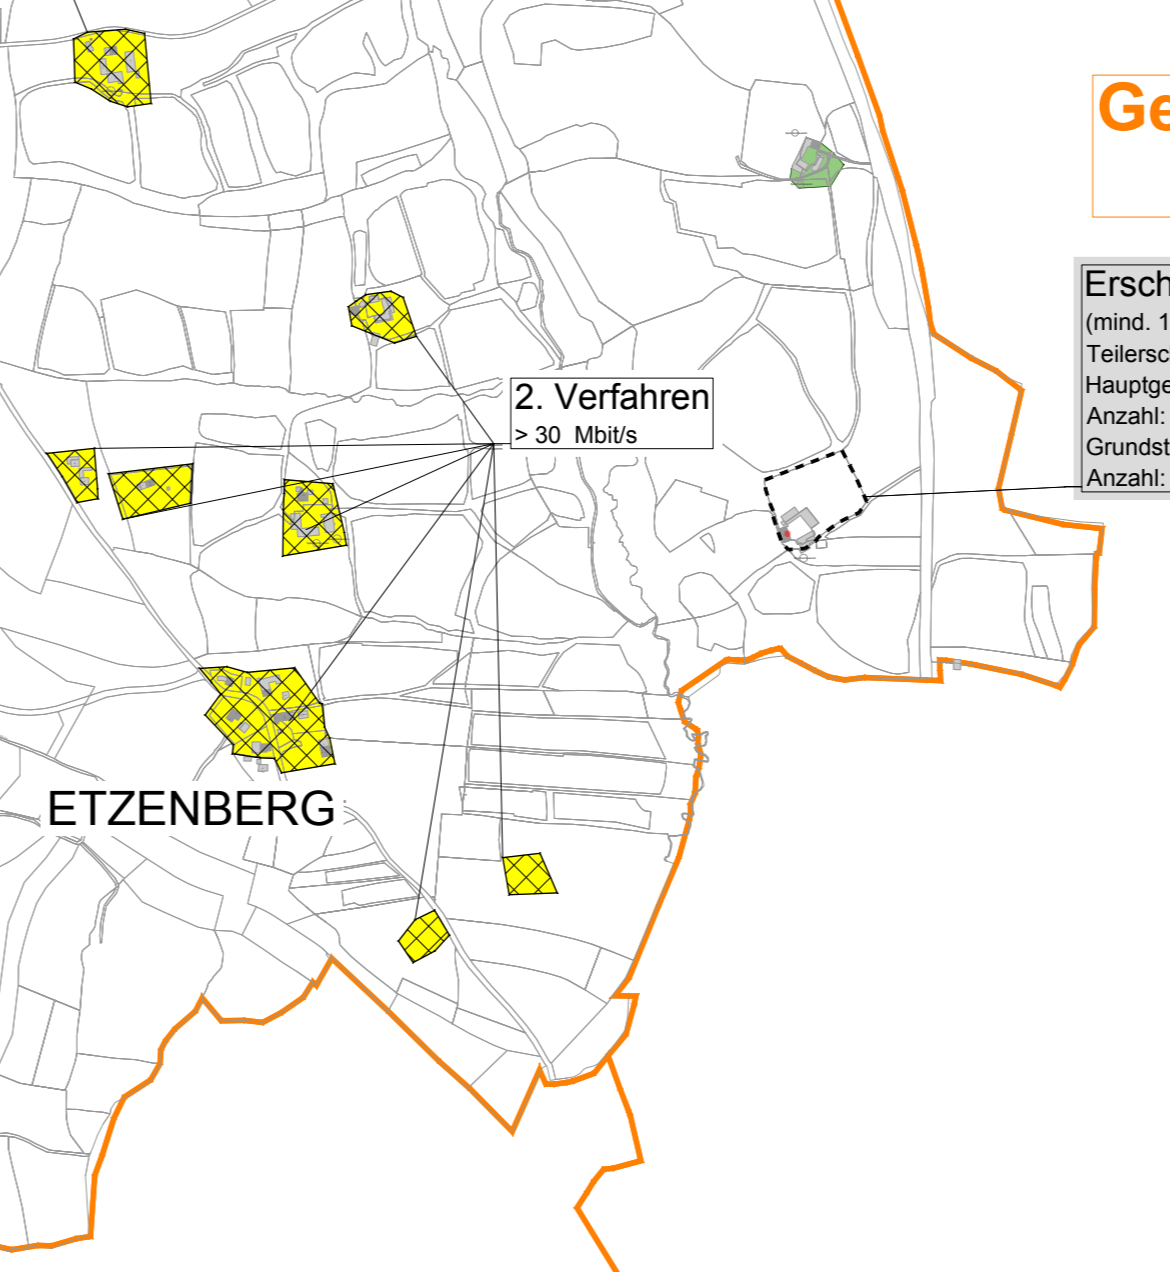 Ge
2. Verfahren
> 30 Mbit/s
Ersch
(mind. 1
Teilersc
Hauptge
Anzahl:
Grundst
Anzahl:
ETZENBERG